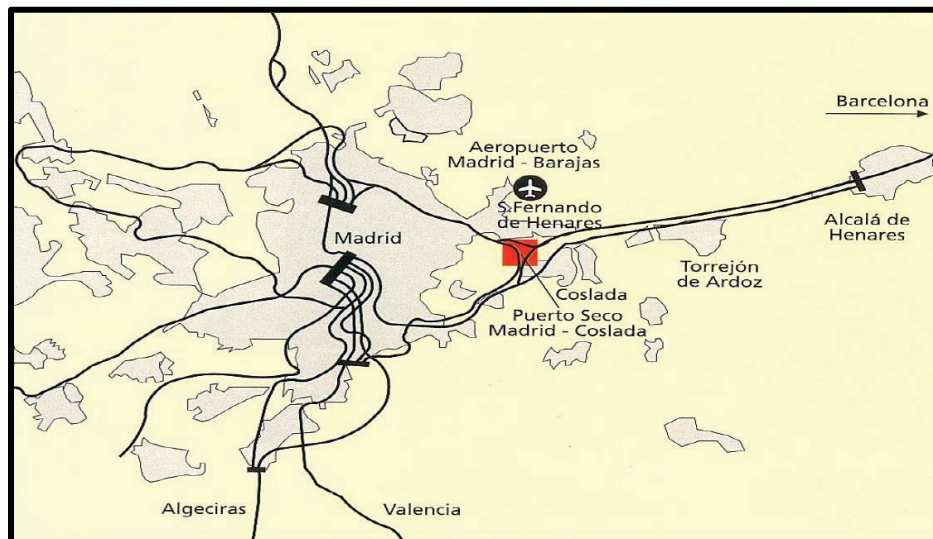 Barcelona
Aeropuerto
Madrid - Barajas
S.Fernando
de Henares
Alcalá de
Henares
Madrid
Torrejón
de Ardoz
Coslada
Puerto Seco
Madrid - Coslada
Algeciras
Valencia